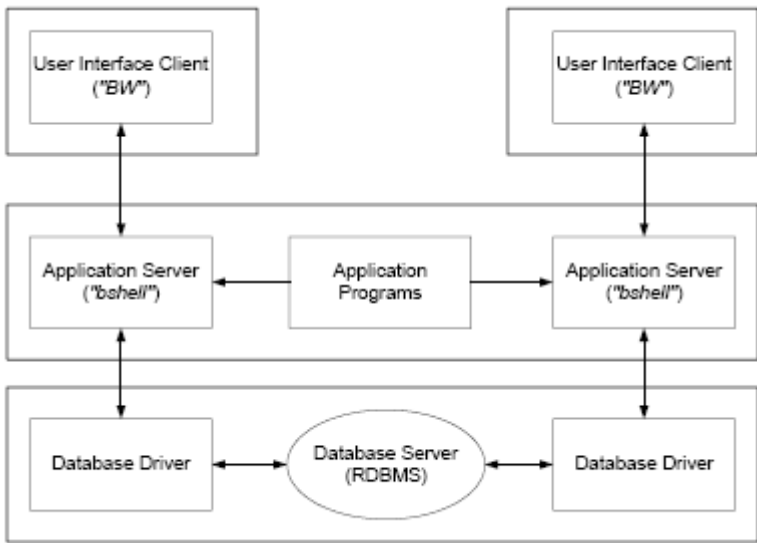 User Interface Client
("BW")
User Interface Client
("BW")
Application Server
("bshell")
Application
Programs
Application Server
("bshell")
Database Driver
Database Server
(RDBMS)
Database Driver